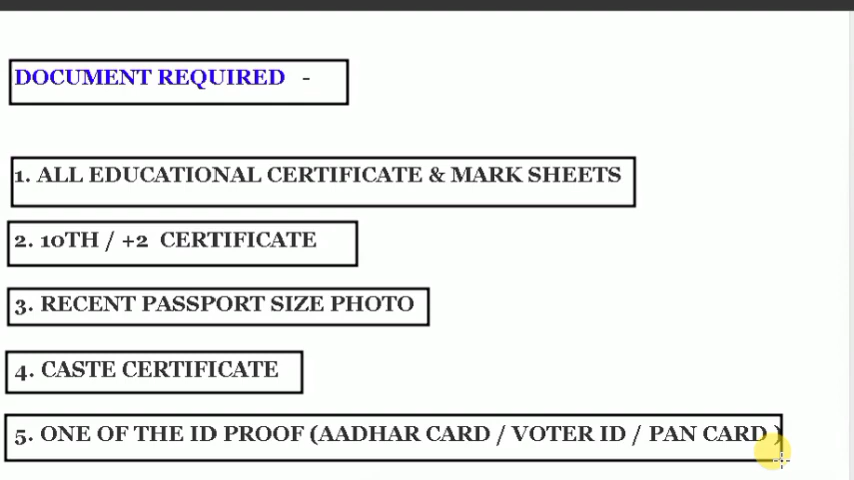 DOCUMENT REQUIRED -
1. ALL EDUCATIONAL CERTIFICATE & MARK SHEETS
2. 10TH / +2 CERTIFICATE
3. RECENT PASSPORT SIZE PHOTO
4. CASTE CERTIFICATE
5. ONE OF THE ID PROOF (AADHAR CARD / VOTER ID / PAN CARD )